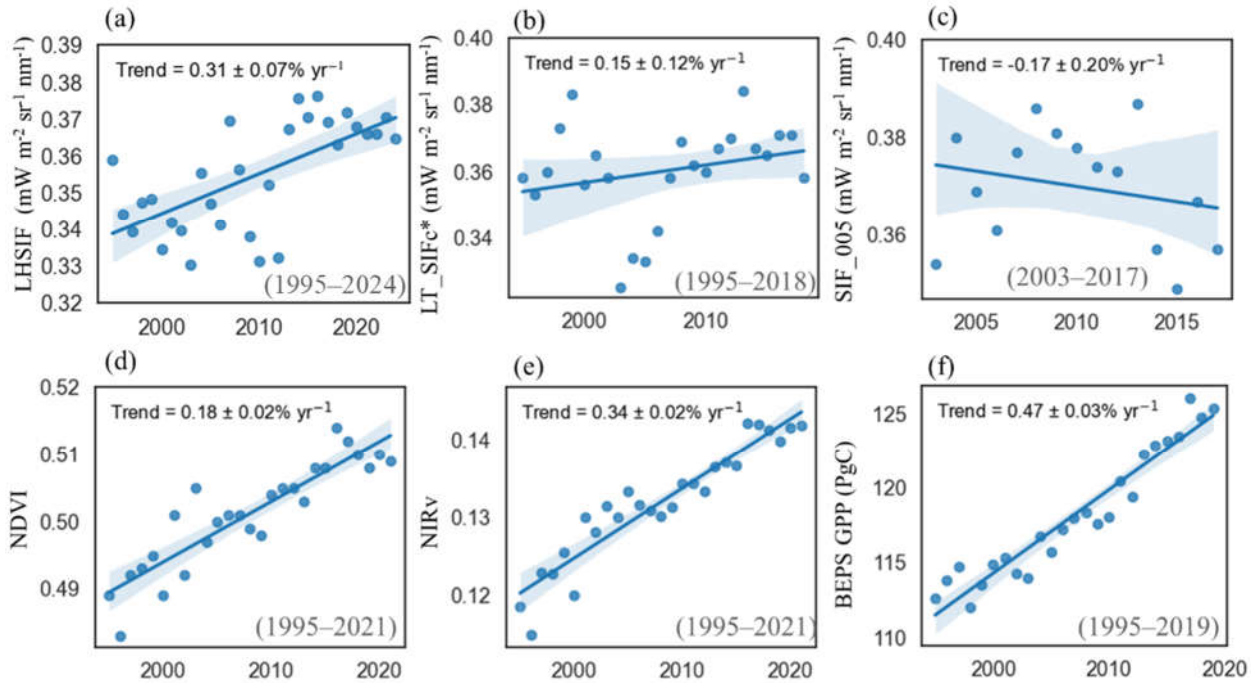 (a)
LHSIF (mW m⁻² sr⁻¹ nm⁻¹)
0.39
0.38
0.37
0.36
0.35
0.34
0.33
0.32
Trend = 0.31 ± 0.07% yr⁻¹
(1995–2024)
2000 2010 2020
(b)
LT_SIFc* (mW m⁻² sr⁻¹ nm⁻¹)
0.40
0.38
0.36
0.34
Trend = 0.15 ± 0.12% yr⁻¹
(1995–2018)
2000 2010
(c)
SIF_005 (mW m⁻² sr⁻¹ nm⁻¹)
0.40
0.38
0.36
Trend = -0.17 ± 0.20% yr⁻¹
(2003–2017)
2005 2010 2015
(d)
NDVI
0.52
0.51
0.50
0.49
Trend = 0.18 ± 0.02% yr⁻¹
(1995–2021)
2000 2010 2020
(e)
NIRv
0.14
0.13
0.12
Trend = 0.34 ± 0.02% yr⁻¹
(1995–2021)
2000 2010 2020
(f)
BEPS GPP (PgC)
125
120
115
110
Trend = 0.47 ± 0.03% yr⁻¹
(1995–2019)
2000 2010 2020